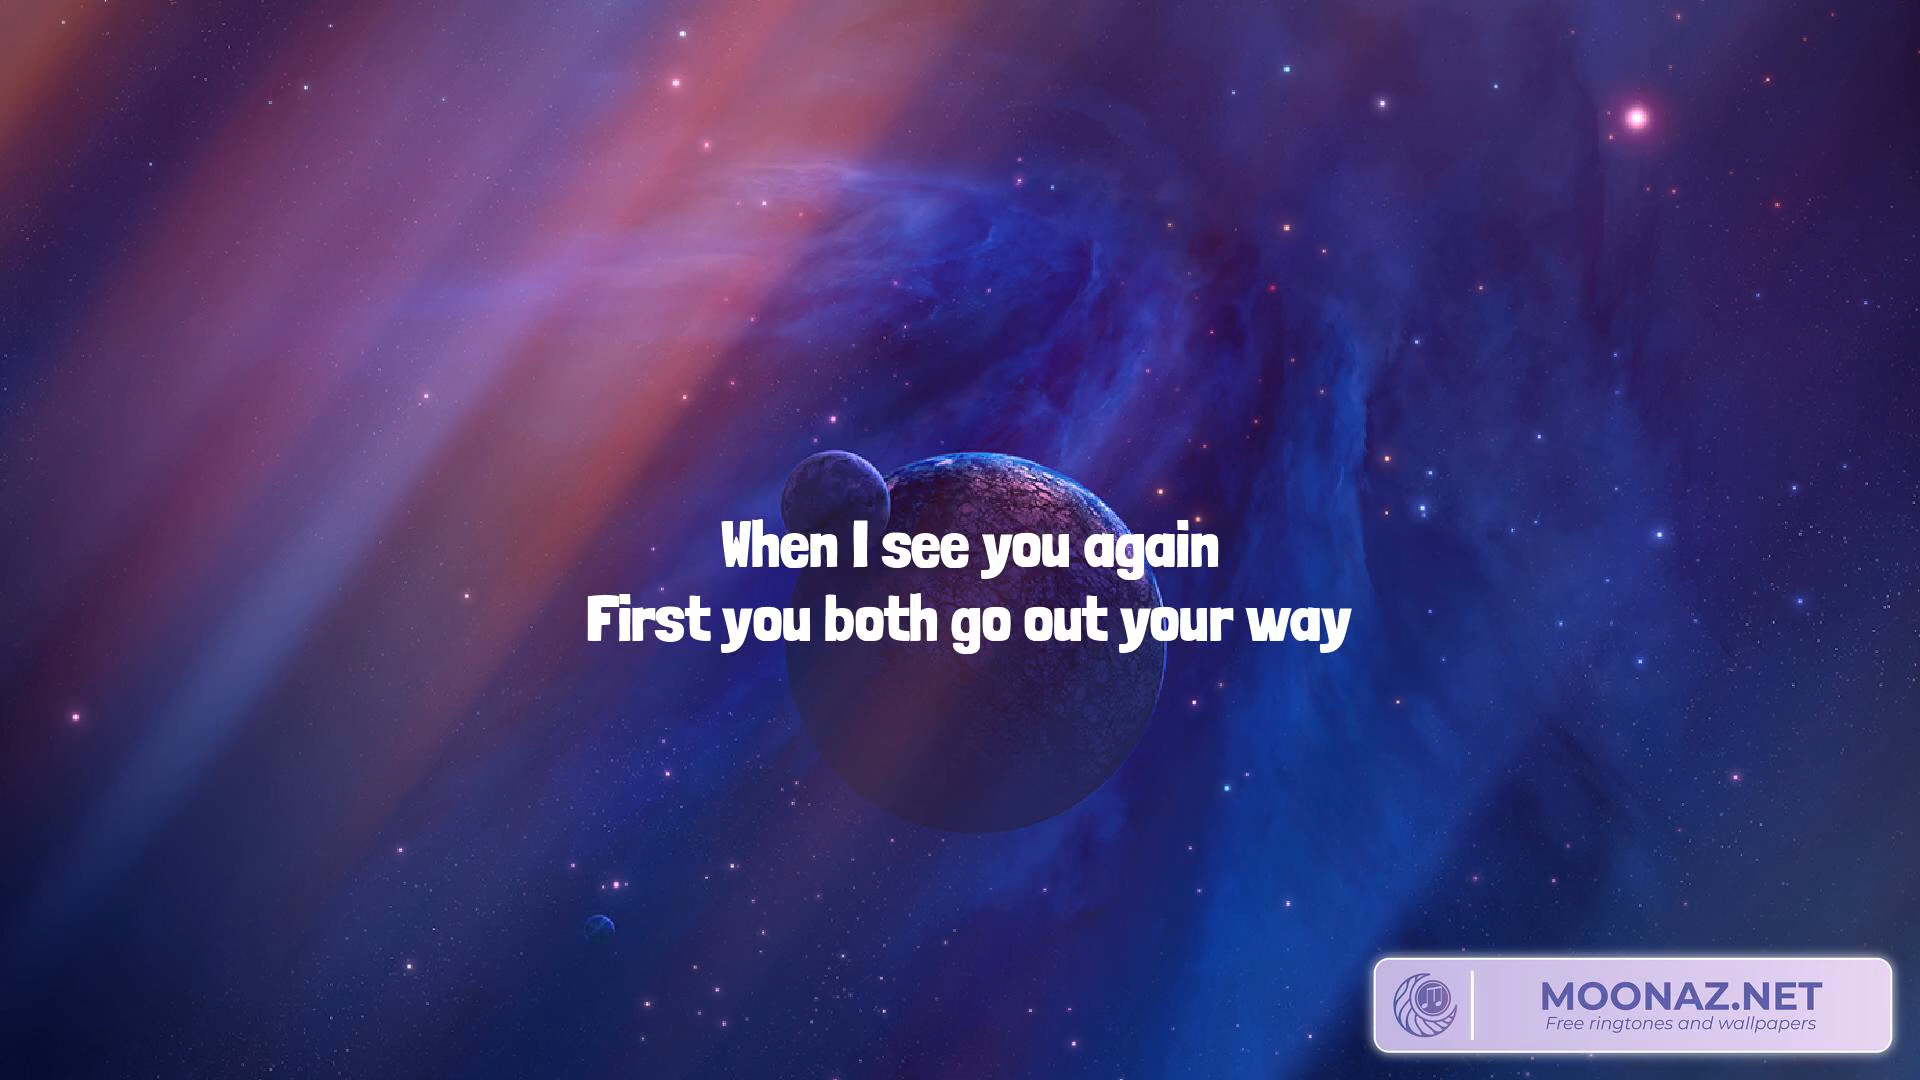 When I see you again
First you both go out your way
MOONAZ.NET
Free ringtones and wallpapers